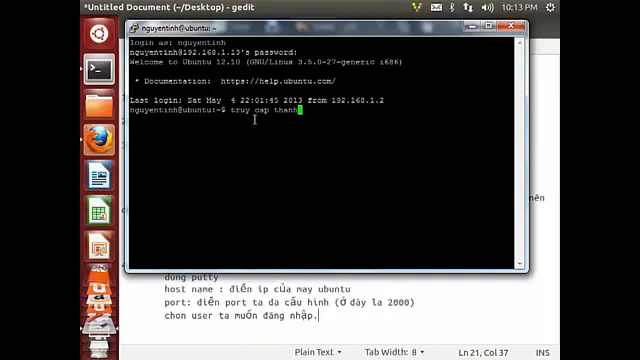 *Untitled Document (~/Desktop) - gedit
10:13 PM
nguyentinh@ubuntu: ~
login as: nguyentinh
nguyentinh@192.168.1.13's password:
Welcome to Ubuntu 12.10 (GNU/Linux 3.5.0-27-generic i686)
* Documentation: https://help.ubuntu.com/
Last login: Sat May 4 22:01:45 2013 from 192.168.1.2
nguyentinh@ubuntu:~$ truy cap thanh
nên
dung putty
host name : điền ip của may ubuntu
port: điền port ta da cấu hinh (ở đây la 2000)
chon user ta muốn đăng nhập.
Plain Text
Tab Width: 8
Ln 21, Col 37
INS